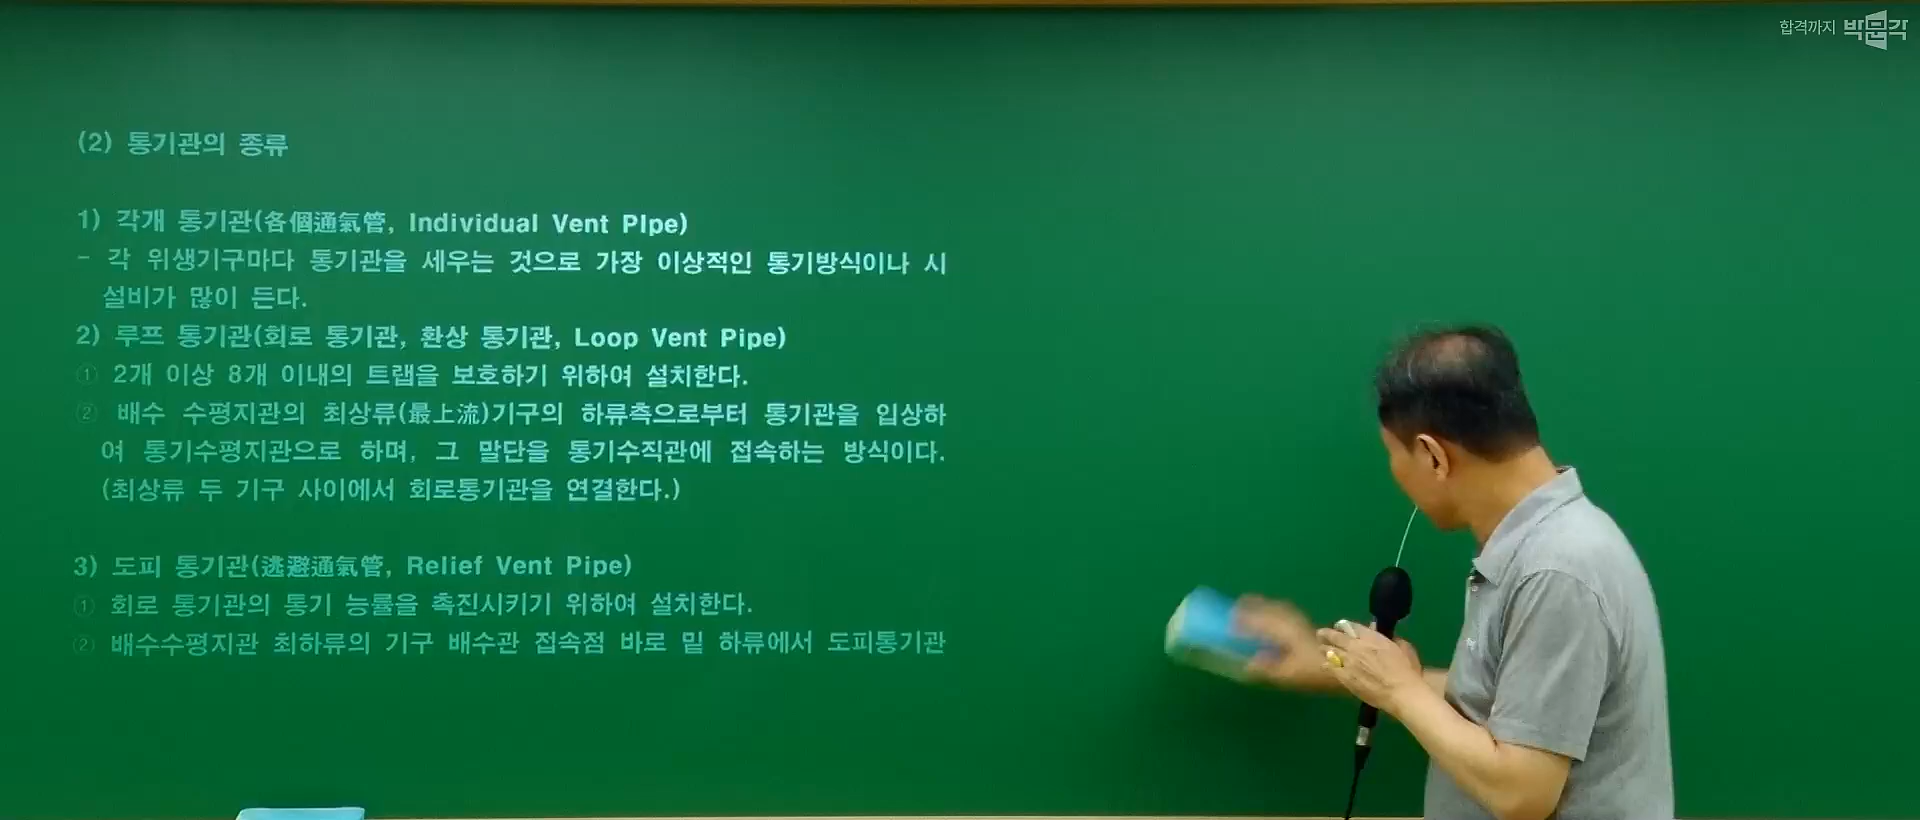 합격까지 박문각
(2) 통기관의 종류
1) 각개 통기관(各個通氣管, Individual Vent PIpe)
- 각 위생기구마다 통기관을 세우는 것으로 가장 이상적인 통기방식이나 시
설비가 많이 든다.
2) 루프 통기관(회로 통기관, 환상 통기관, Loop Vent Pipe)
① 2개 이상 8개 이내의 트랩을 보호하기 위하여 설치한다.
② 배수 수평지관의 최상류(最上流)기구의 하류측으로부터 통기관을 입상하
여 통기수평지관으로 하며, 그 말단을 통기수직관에 접속하는 방식이다.
(최상류 두 기구 사이에서 회로통기관을 연결한다.)
3) 도피 통기관(逃避通氣管, Relief Vent Pipe)
① 회로 통기관의 통기 능률을 촉진시키기 위하여 설치한다.
② 배수수평지관 최하류의 기구 배수관 접속점 바로 밑 하류에서 도피통기관